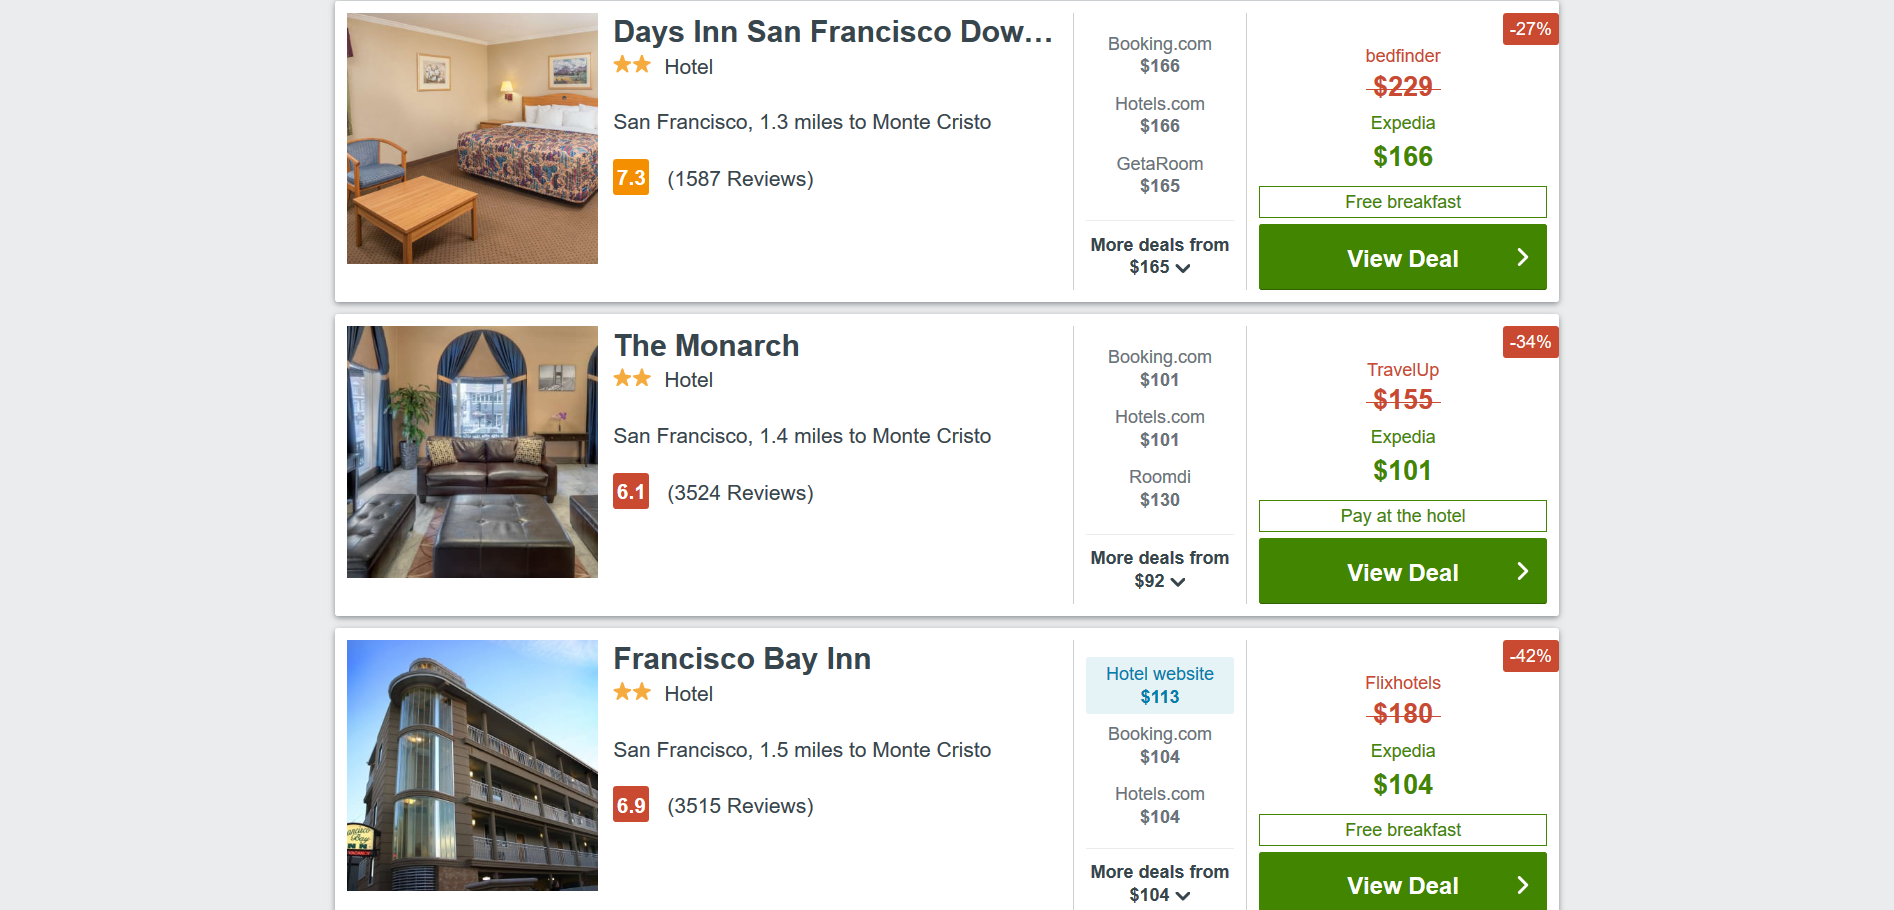 Days Inn San Francisco Dow...
Hotel
San Francisco, 1.3 miles to Monte Cristo
7.3 (1587 Reviews)
Booking.com
$166
Hotels.com
$166
GetaRoom
$165
More deals from
$165
-27%
bedfinder
$229
Expedia
$166
Free breakfast
View Deal
The Monarch
Hotel
San Francisco, 1.4 miles to Monte Cristo
6.1 (3524 Reviews)
Booking.com
$101
Hotels.com
$101
Roomdi
$130
More deals from
$92
-34%
TravelUp
$155
Expedia
$101
Pay at the hotel
View Deal
Francisco Bay Inn
Hotel
San Francisco, 1.5 miles to Monte Cristo
6.9 (3515 Reviews)
Hotel website
$113
Booking.com
$104
Hotels.com
$104
More deals from
$104
-42%
Flixhotels
$180
Expedia
$104
Free breakfast
View Deal